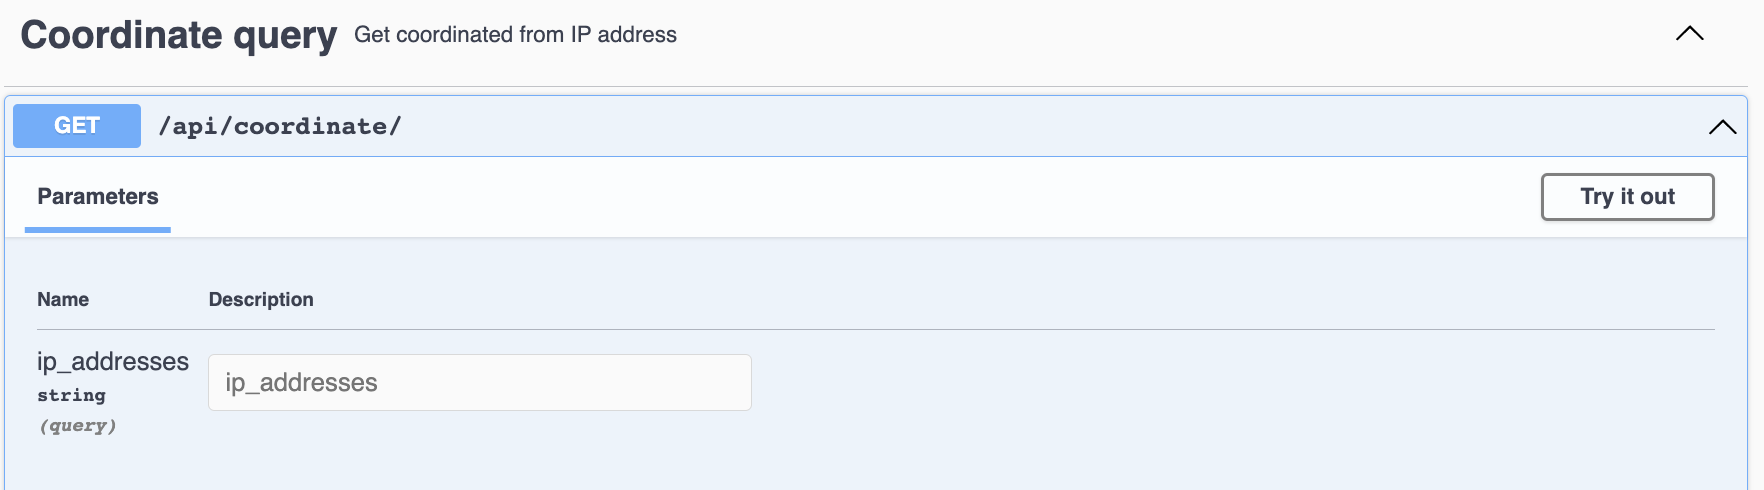 Coordinate query Get coordinated from IP address
GET /api/coordinate/
Parameters Try it out
Name Description
ip_addresses ip_addresses
string
(query)